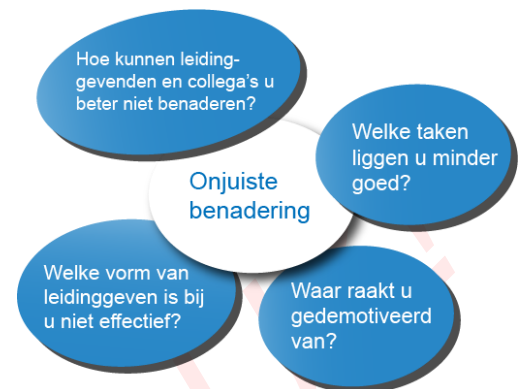 Hoe kunnen leiding-
gevenden en collega's u
beter niet benaderen?
Welke taken
liggen u minder
goed?
Onjuiste
benadering
Welke vorm van
leidinggeven is bij
u niet effectief?
Waar raakt u
gedemotiveerd
van?